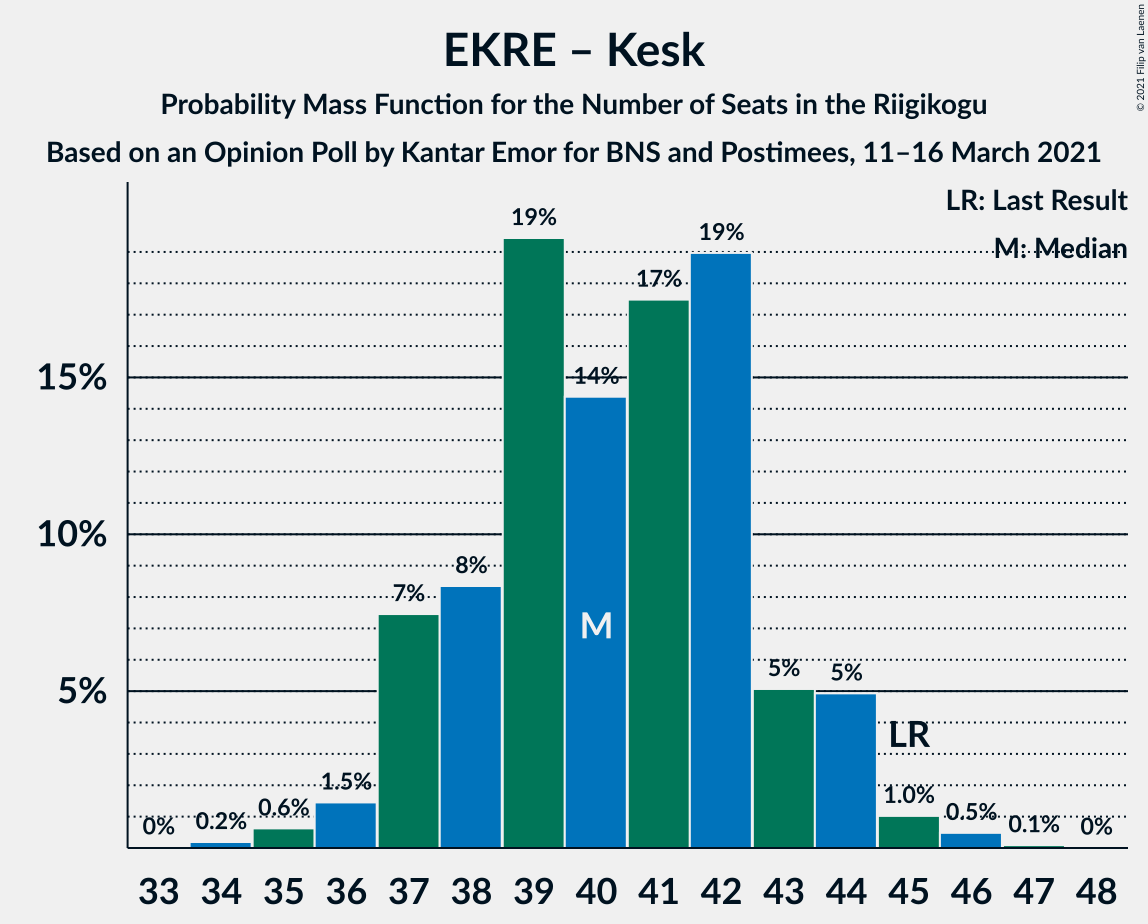 EKRE – Kesk
Probability Mass Function for the Number of Seats in the Riigikogu
Based on an Opinion Poll by Kantar Emor for BNS and Postimees, 11–16 March 2021
© 2021 Filip van Laenen
LR: Last Result
M: Median
15%
10%
5%
0%
0.2%
0.6%
1.5%
7%
8%
19%
14%
17%
19%
5%
5%
1.0%
0.5%
0.1%
0%
M
LR
33 34 35 36 37 38 39 40 41 42 43 44 45 46 47 48